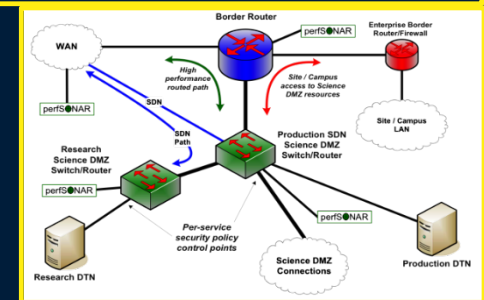 Border Router
WAN
perfSONAR
Enterprise Border
Router/Firewall
High
performance
routed path
Site / Campus
access to Science
DMZ resources
perfSONAR
SDN
SDN
Path
Site / Campus
LAN
Production SDN
Science DMZ
Switch/Router
Research
Science DMZ
Switch/Router
perfSONAR
perfSONAR
Per-service
security policy
control points
Research DTN
Science DMZ
Connections
Production DTN